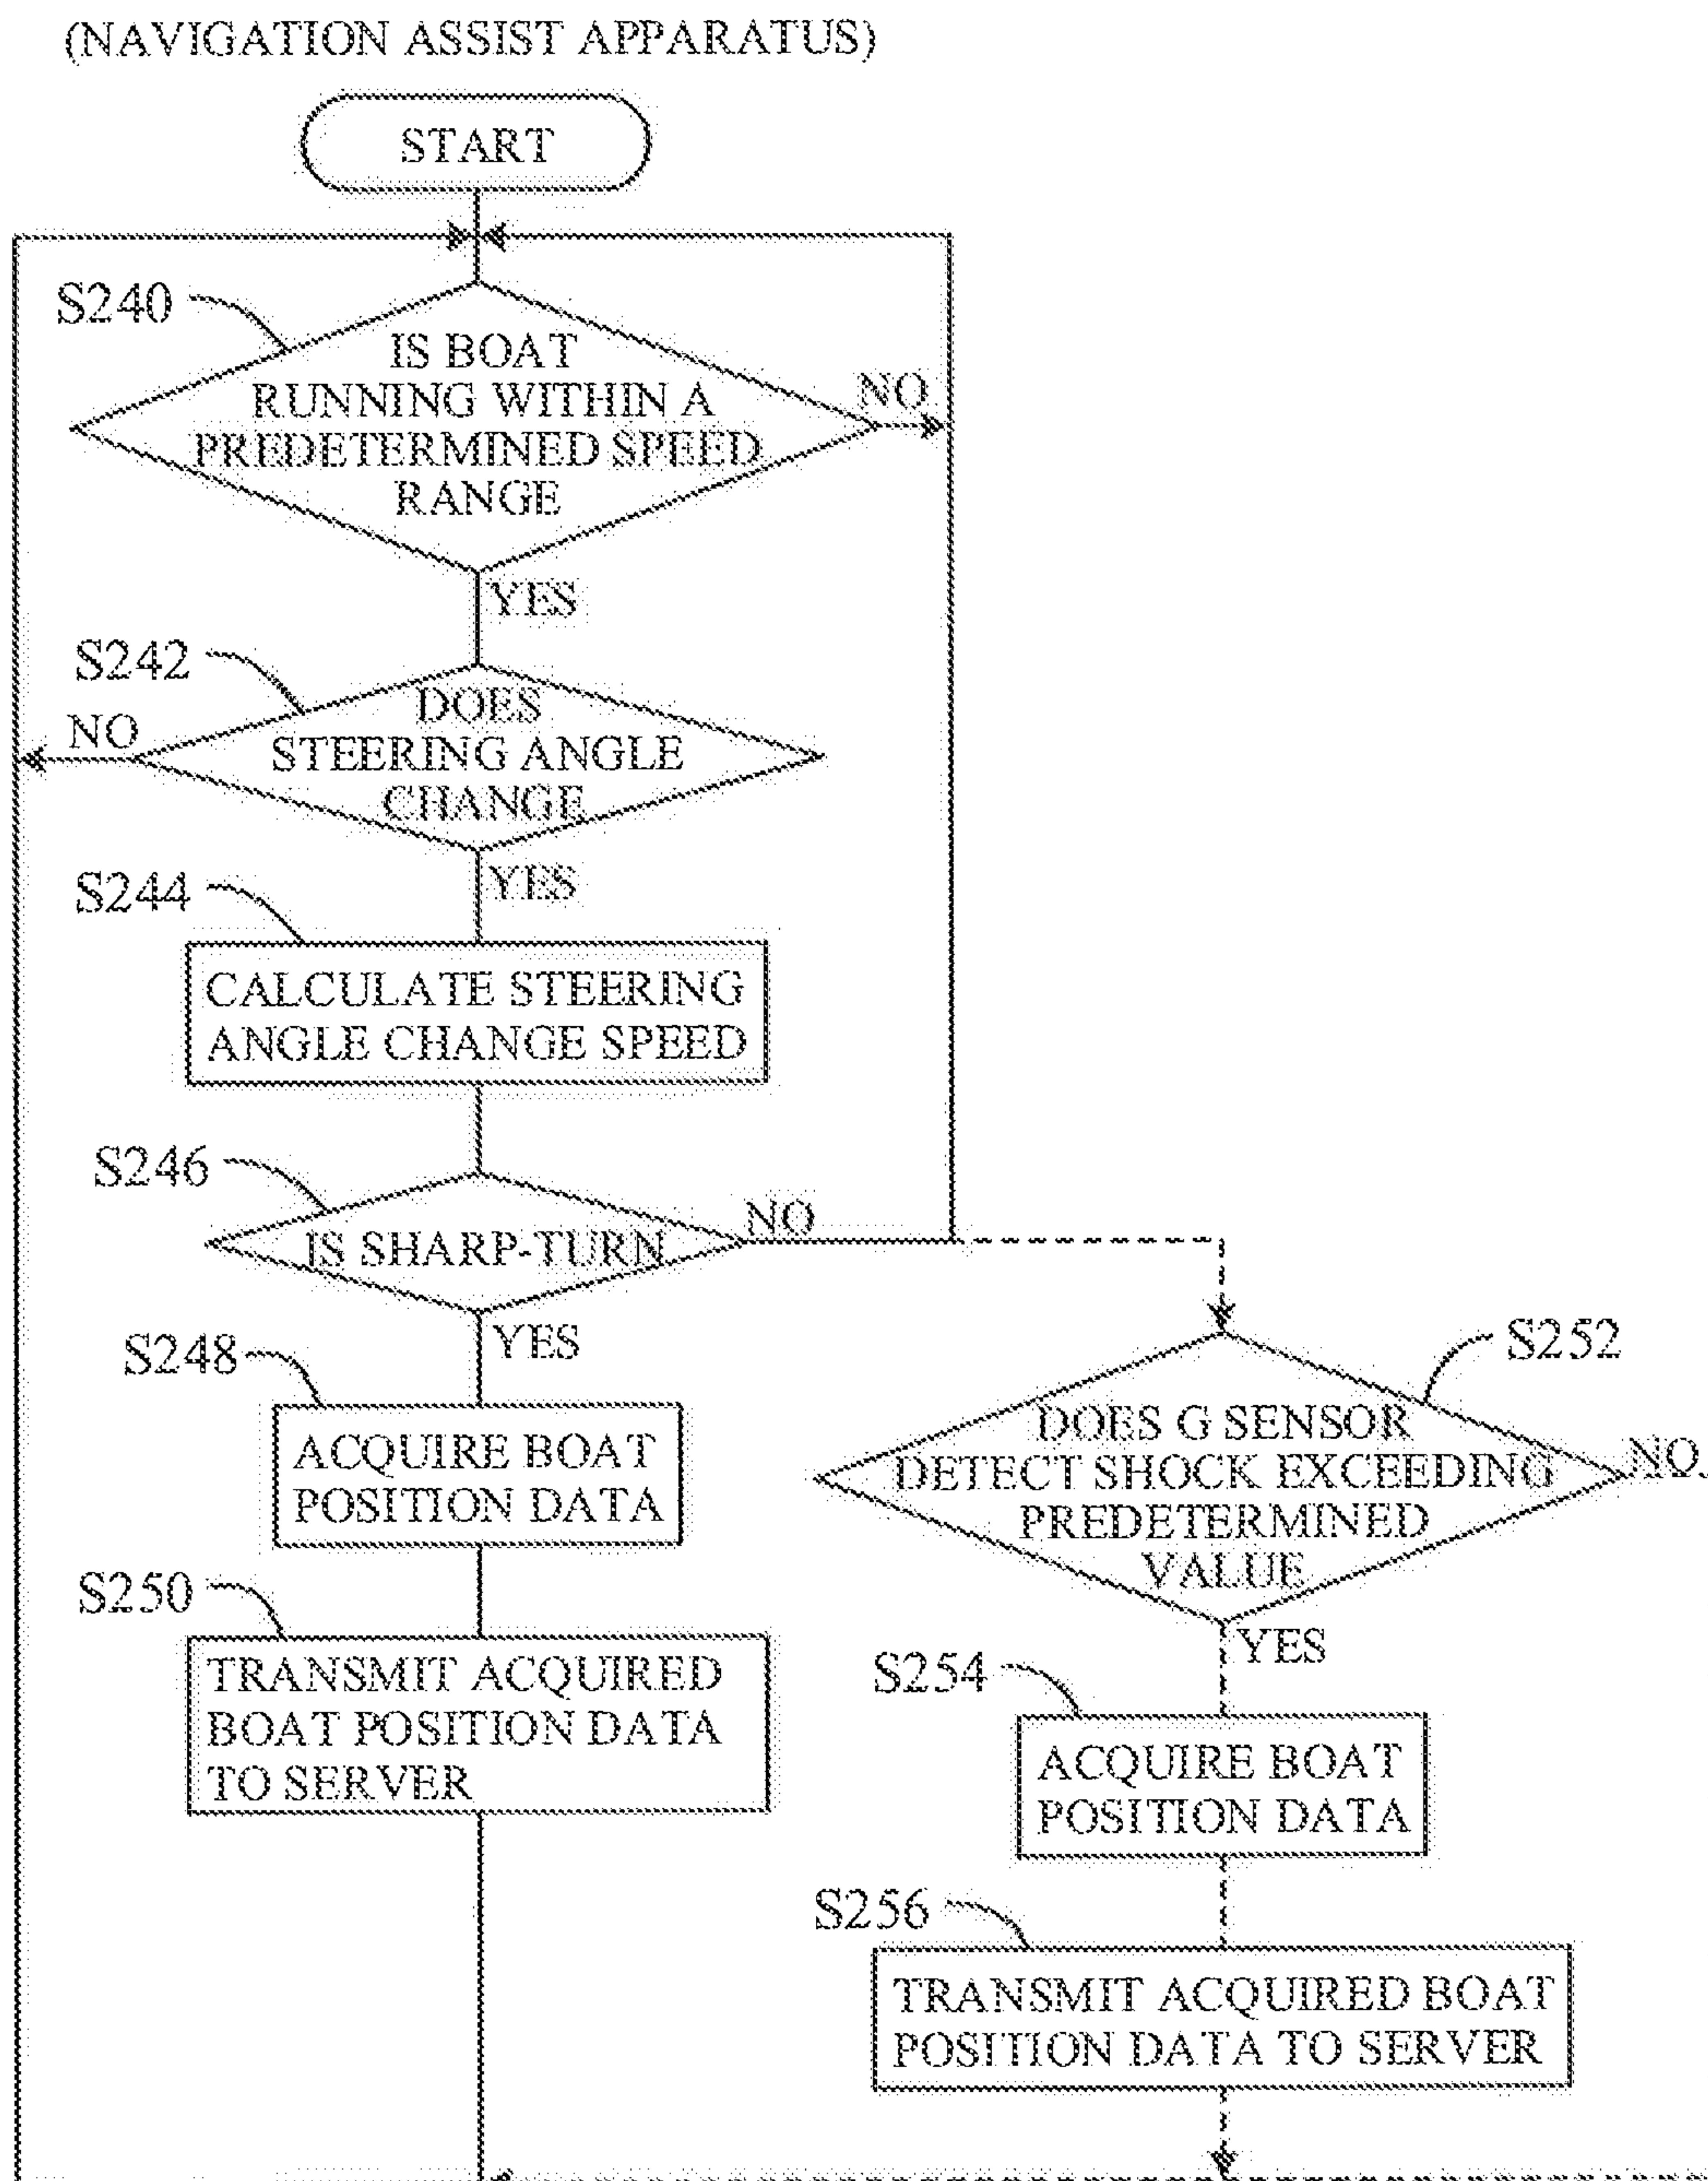 (NAVIGATION ASSIST APPARATUS)
START
S240
IS BOAT
RUNNING WITHIN A
PREDETERMINED SPEED
RANGE
NO
YES
S242
DOES
STEERING ANGLE
CHANGE
NO
YES
S244
CALCULATE STEERING
ANGLE CHANGE SPEED
S246
IS SHARP-TURN
NO
YES
S248
ACQUIRE BOAT
POSITION DATA
S250
TRANSMIT ACQUIRED
BOAT POSITION DATA
TO SERVER
S252
DOES G SENSOR
DETECT SHOCK EXCEEDING
PREDETERMINED
VALUE
NO
YES
S254
ACQUIRE BOAT
POSITION DATA
S256
TRANSMIT ACQUIRED BOAT
POSITION DATA TO SERVER